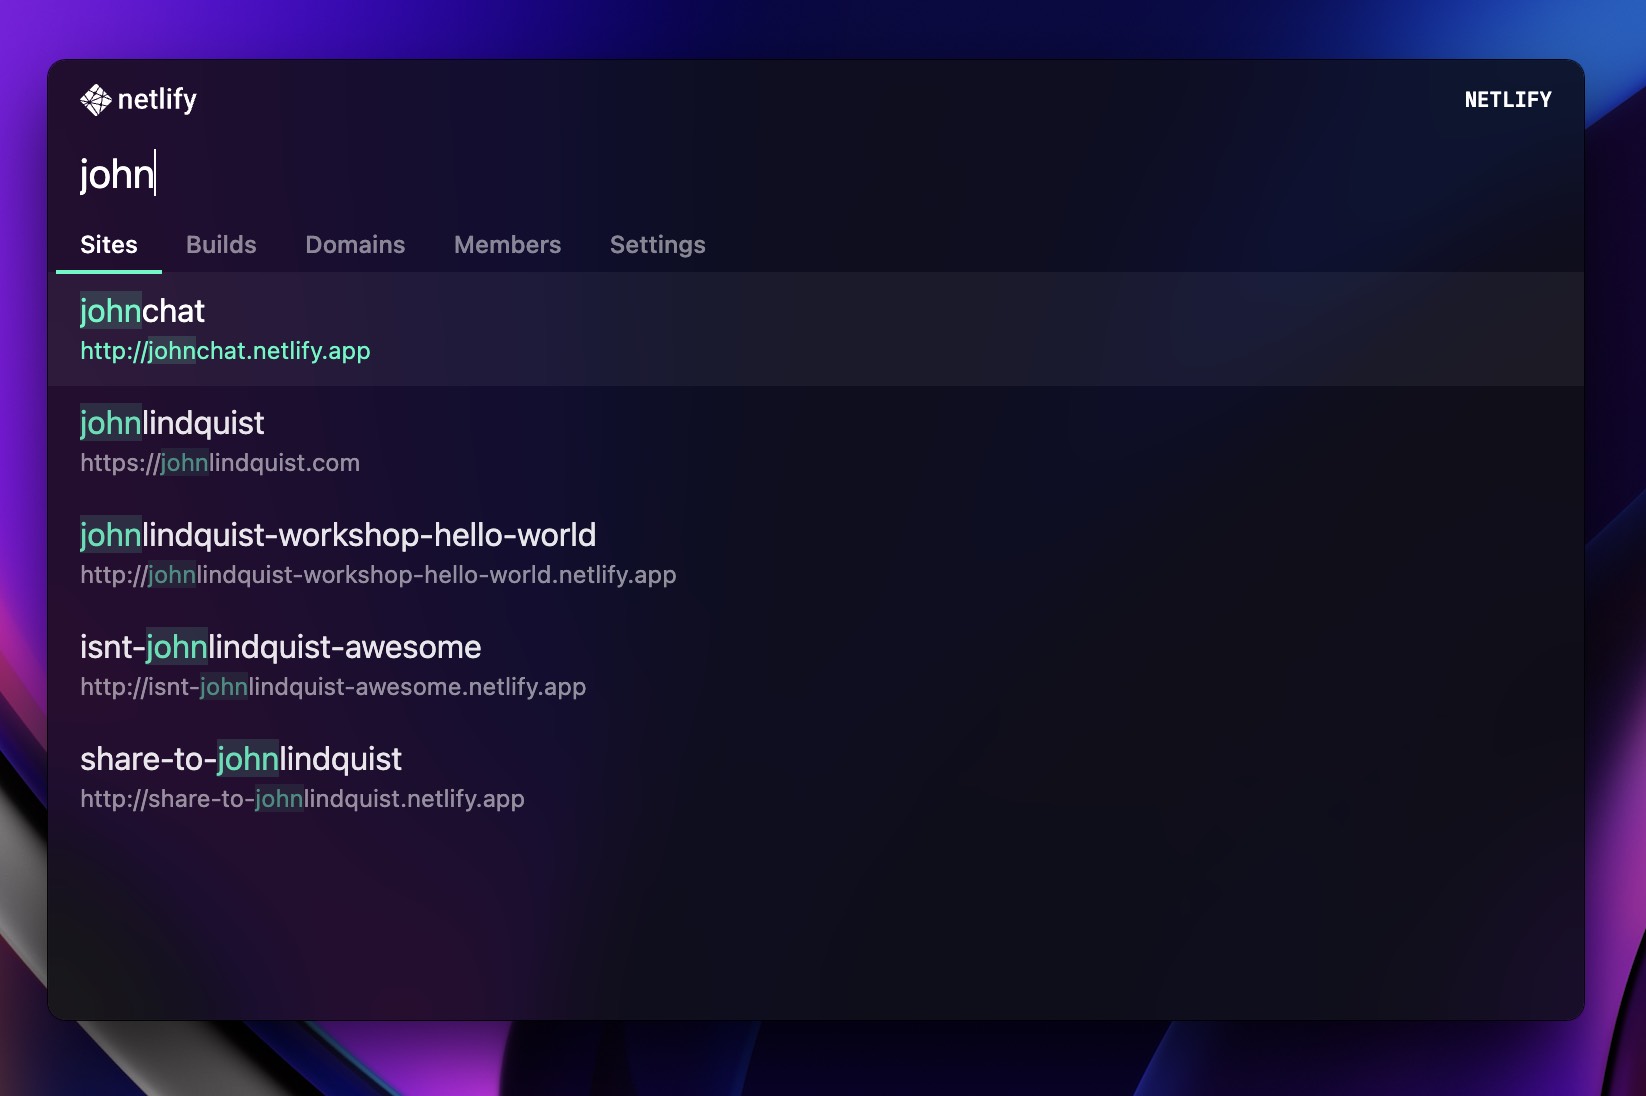 netlify
NETLIFY
john
Sites Builds Domains Members Settings
johnchat
http://johnchat.netlify.app
johnlindquist
https://johnlindquist.com
johnlindquist-workshop-hello-world
http://johnlindquist-workshop-hello-world.netlify.app
isnt-johnlindquist-awesome
http://isnt-johnlindquist-awesome.netlify.app
share-to-johnlindquist
http://share-to-johnlindquist.netlify.app